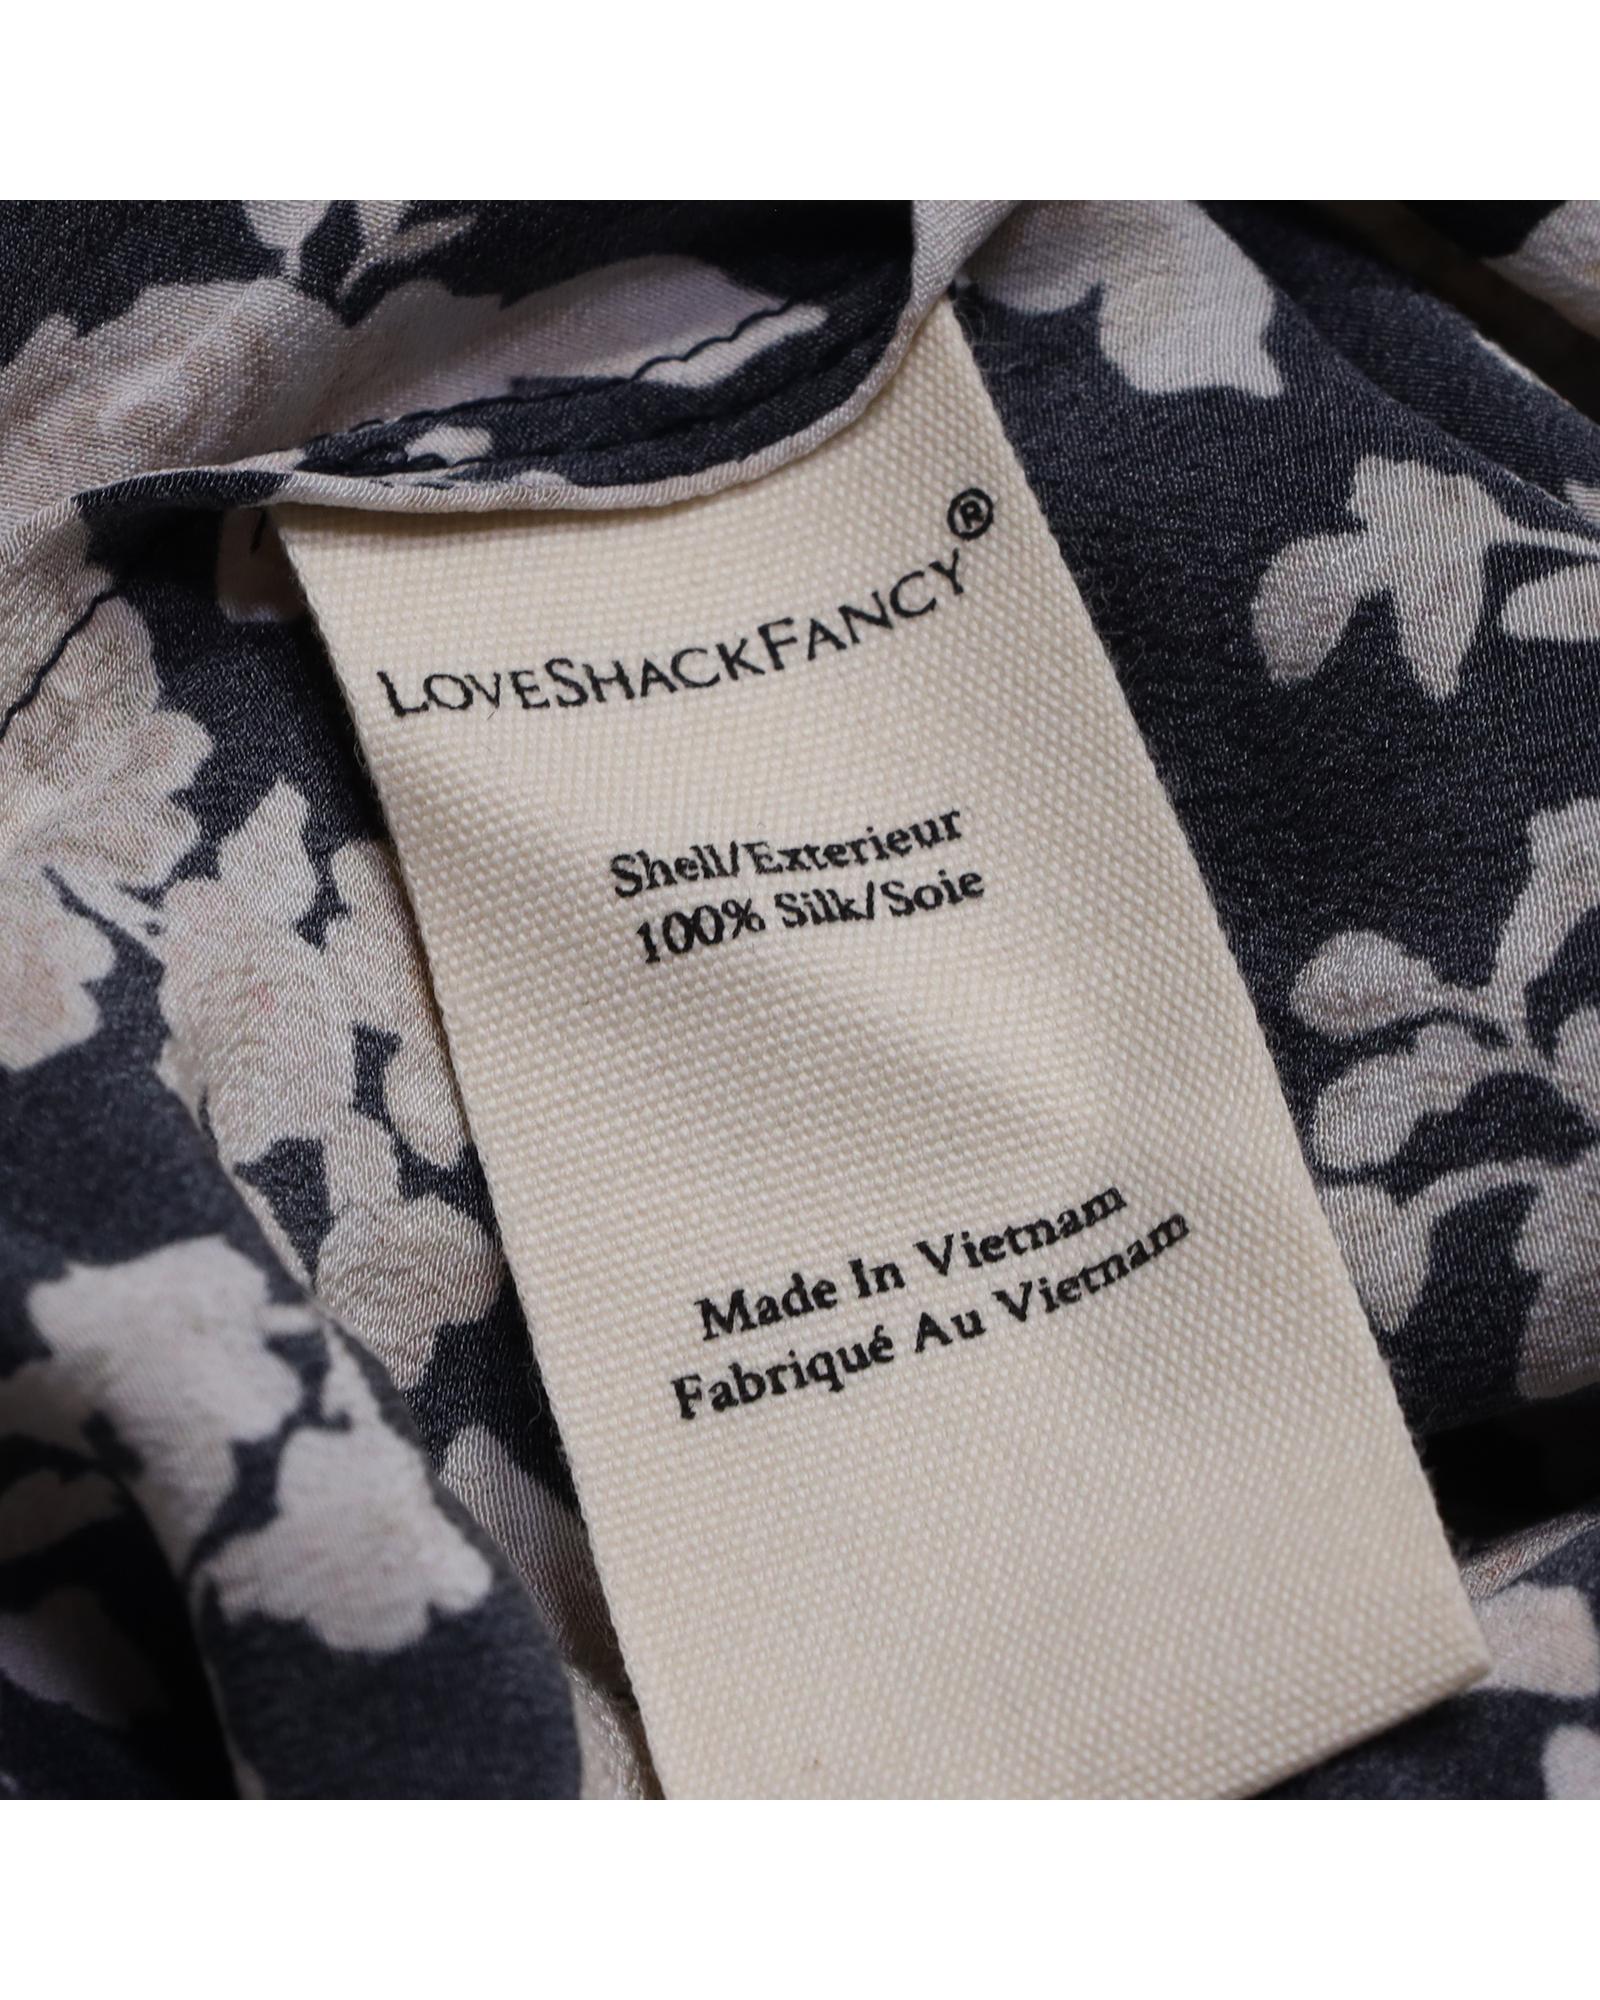 LOVESHACKFANCY®
Shell/Exterieur
100% Silk/Soie
Made In Vietnam
Fabriqué Au Vietnam